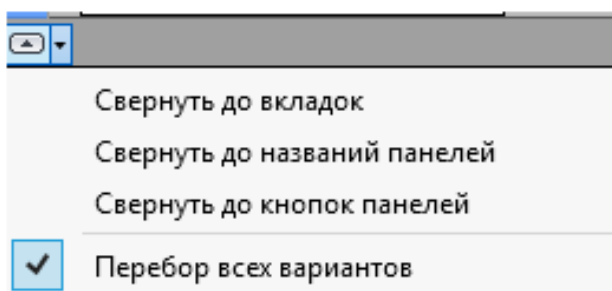 Свернуть до вкладок
Свернуть до названий панелей
Свернуть до кнопок панелей
Перебор всех вариантов